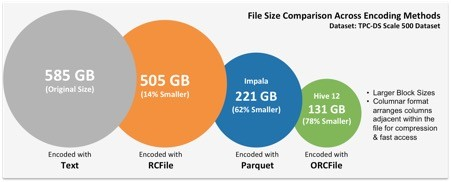 File Size Comparison Across Encoding Methods
Dataset: TPC-DS Scale 500 Dataset
585 GB
(Original Size)
505 GB
(14% Smaller)
Impala
221 GB
(62% Smaller)
Hive 12
131 GB
(78% Smaller)
• Larger Block Sizes
• Columnar format
arranges columns
adjacent within the
file for compression
& fast access
Encoded with
Text
Encoded with
RCFile
Encoded with
Parquet
Encoded with
ORCFile